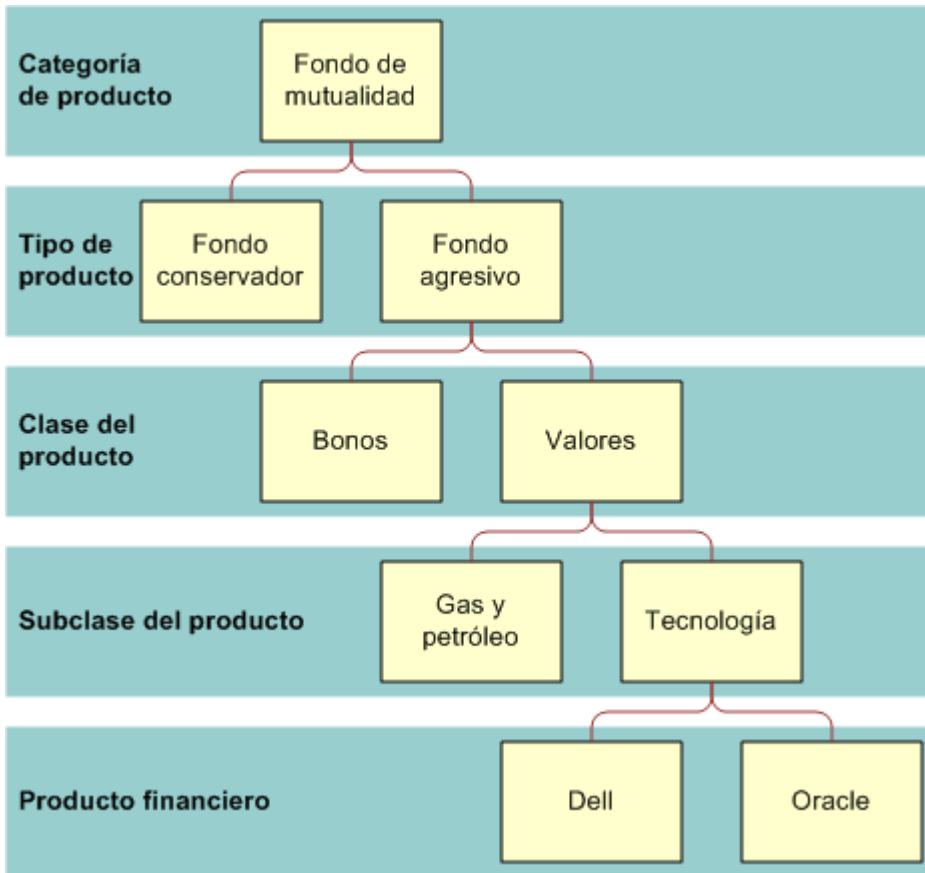 Categoría
de producto
Fondo de
mutualidad
Tipo de
producto
Fondo
conservador
Fondo
agresivo
Clase del
producto
Bonos
Valores
Subclase del producto
Gas y
petróleo
Tecnología
Producto financiero
Dell
Oracle